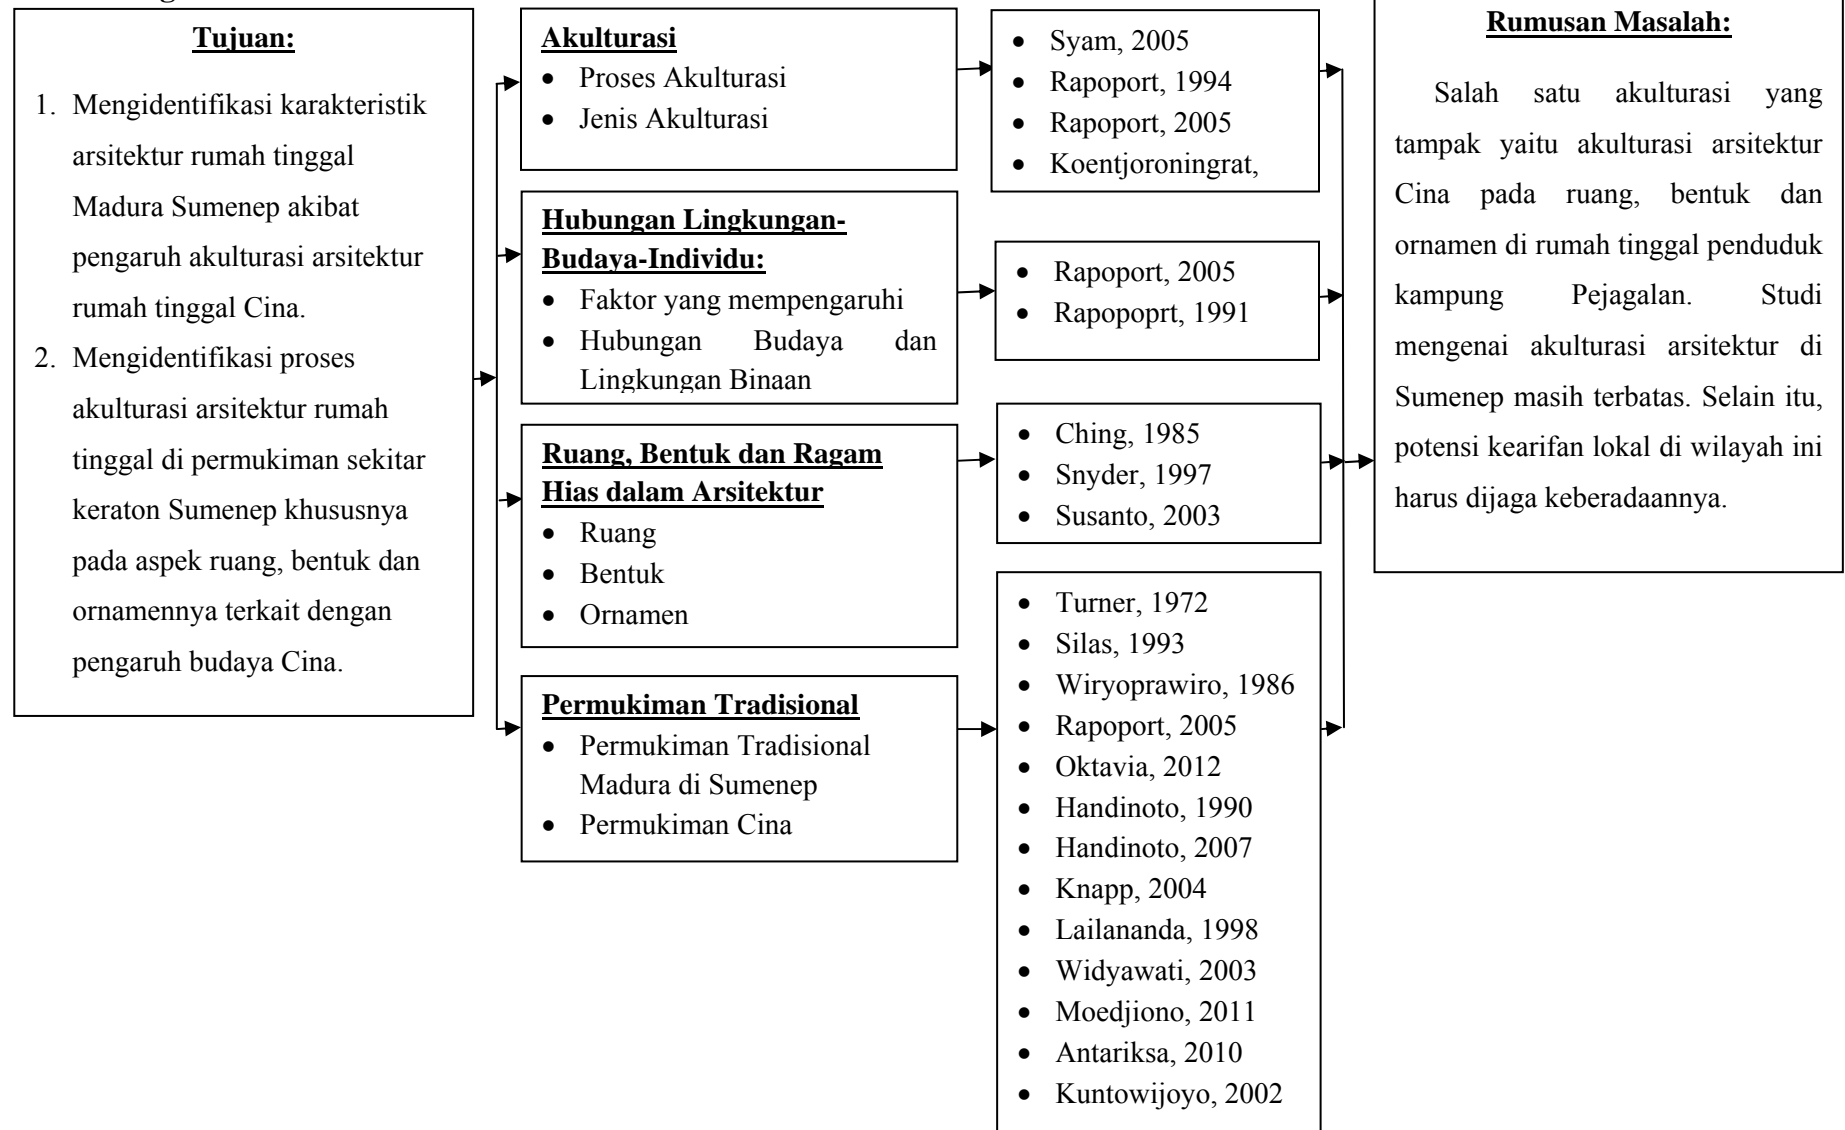 Tujuan:
1. Mengidentifikasi karakteristik
arsitektur rumah tinggal
Madura Sumenep akibat
pengaruh akulturasi arsitektur
rumah tinggal Cina.
2. Mengidentifikasi proses
akulturasi arsitektur rumah
tinggal di permukiman sekitar
keraton Sumenep khususnya
pada aspek ruang, bentuk dan
ornamennya terkait dengan
pengaruh budaya Cina.
Akulturasi
• Proses Akulturasi
• Jenis Akulturasi
Hubungan Lingkungan-
Budaya-Individu:
• Faktor yang mempengaruhi
• Hubungan Budaya dan
Lingkungan Binaan
Ruang, Bentuk dan Ragam
Hias dalam Arsitektur
• Ruang
• Bentuk
• Ornamen
Permukiman Tradisional
• Permukiman Tradisional
Madura di Sumenep
• Permukiman Cina
• Syam, 2005
• Rapoport, 1994
• Rapoport, 2005
• Koentjoroningrat,
• Rapoport, 2005
• Rapopoprt, 1991
• Ching, 1985
• Snyder, 1997
• Susanto, 2003
• Turner, 1972
• Silas, 1993
• Wiryoprawiro, 1986
• Rapoport, 2005
• Oktavia, 2012
• Handinoto, 1990
• Handinoto, 2007
• Knapp, 2004
• Lailananda, 1998
• Widyawati, 2003
• Moedjiono, 2011
• Antariksa, 2010
• Kuntowijoyo, 2002
Rumusan Masalah:
Salah satu akulturasi yang
tampak yaitu akulturasi arsitektur
Cina pada ruang, bentuk dan
ornamen di rumah tinggal penduduk
kampung Pejagalan. Studi
mengenai akulturasi arsitektur di
Sumenep masih terbatas. Selain itu,
potensi kearifan lokal di wilayah ini
harus dijaga keberadaannya.